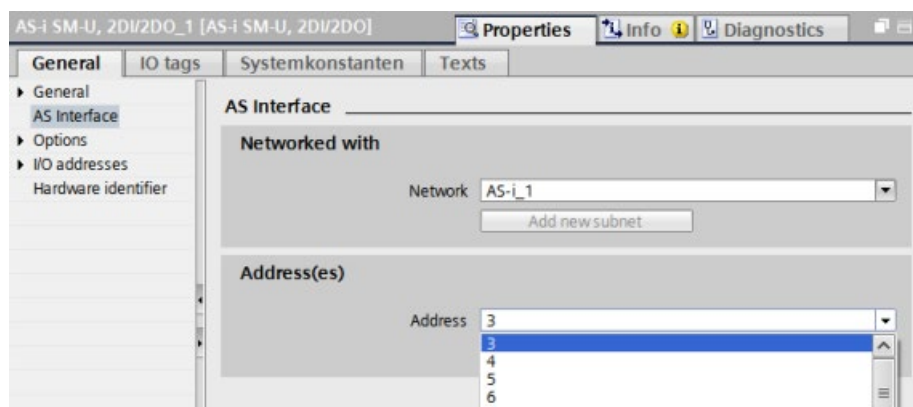 AS-i SM-U, 2DI/2DO_1 [AS-i SM-U, 2DI/2DO]
Properties
Info
Diagnostics
General
IO tags
Systemkonstanten
Texts
General
AS Interface
Options
I/O addresses
Hardware identifier
AS Interface
Networked with
Network AS-i_1
Add new subnet
Address(es)
Address 3
3
4
5
6